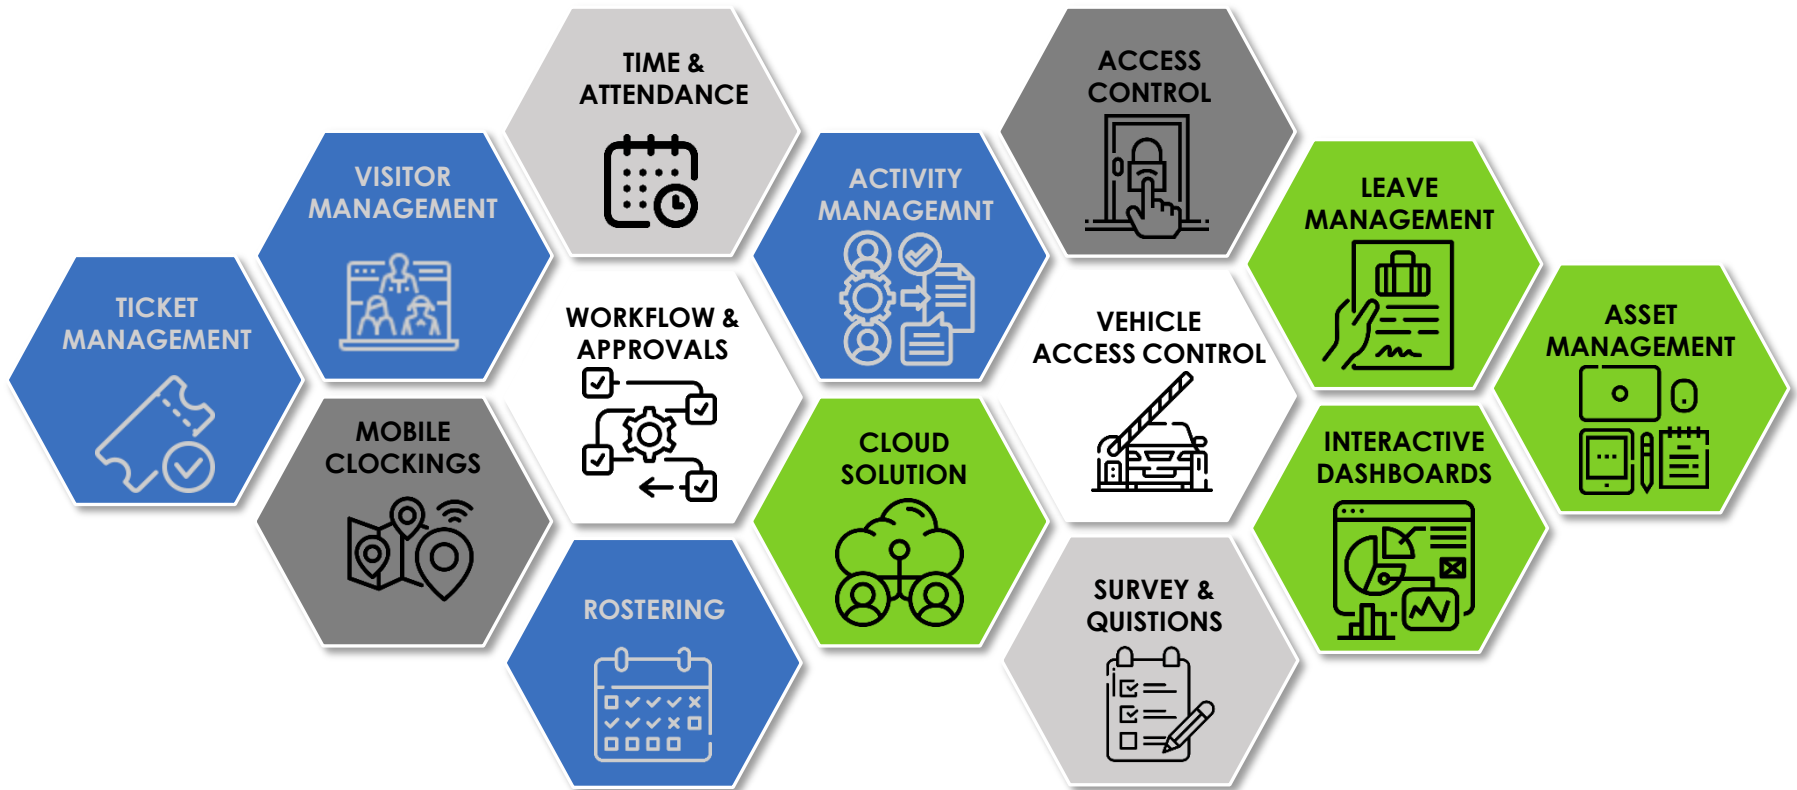 TIME &
ATTENDANCE
ACCESS
CONTROL
VISITOR
MANAGEMENT
ACTIVITY
MANAGEMNT
LEAVE
MANAGEMENT
TICKET
MANAGEMENT
WORKFLOW &
APPROVALS
VEHICLE
ACCESS CONTROL
ASSET
MANAGEMENT
MOBILE
CLOCKINGS
CLOUD
SOLUTION
INTERACTIVE
DASHBOARDS
ROSTERING
SURVEY &
QUISTIONS